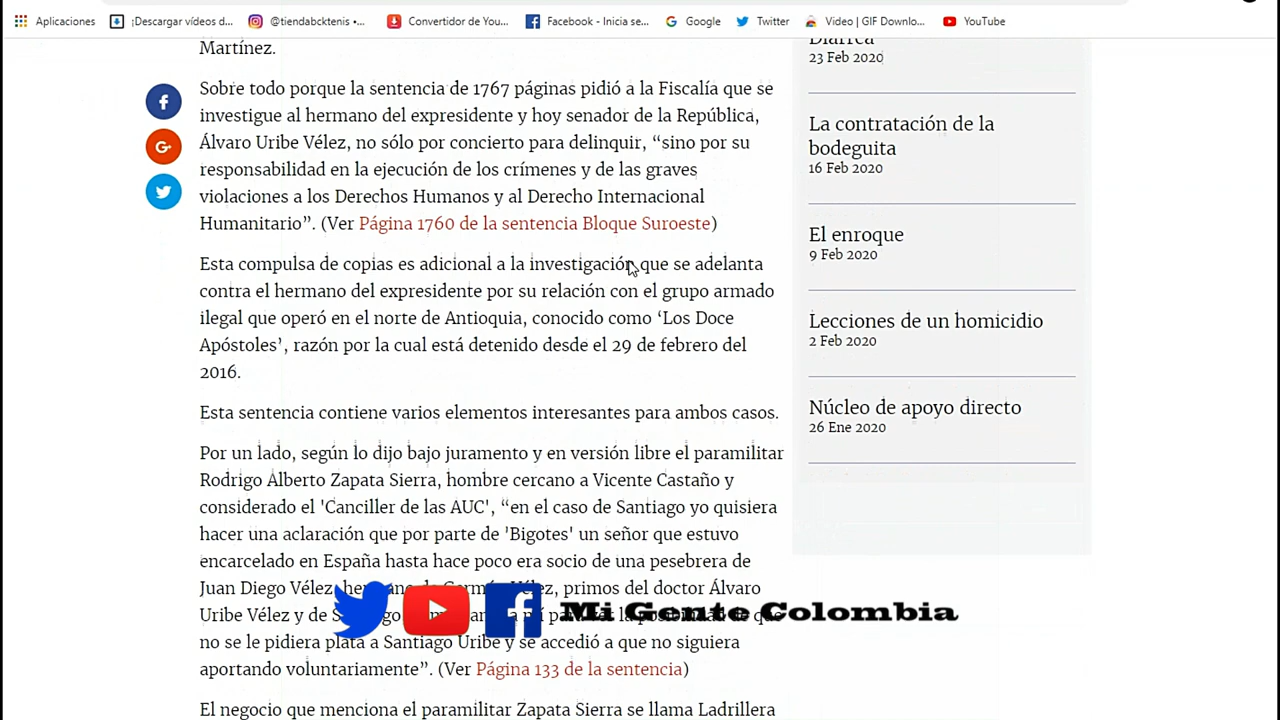 Aplicaciones
¡Descargar vídeos d...
@tiendabcktenis •...
Convertidor de You...
Facebook - Inicia se...
Google
Twitter
Video | GIF Downlo...
YouTube
Martínez.
Sobre todo porque la sentencia de 1767 páginas pidió a la Fiscalía que se
investigue al hermano del expresidente y hoy senador de la República,
Álvaro Uribe Vélez, no sólo por concierto para delinquir, “sino por su
responsabilidad en la ejecución de los crímenes y de las graves
violaciones a los Derechos Humanos y al Derecho Internacional
Humanitario”. (Ver Página 1760 de la sentencia Bloque Suroeste)
Esta compulsa de copias es adicional a la investigación que se adelanta
contra el hermano del expresidente por su relación con el grupo armado
ilegal que operó en el norte de Antioquia, conocido como ‘Los Doce
Apóstoles’, razón por la cual está detenido desde el 29 de febrero del
2016.
Esta sentencia contiene varios elementos interesantes para ambos casos.
Por un lado, según lo dijo bajo juramento y en versión libre el paramilitar
Rodrigo Alberto Zapata Sierra, hombre cercano a Vicente Castaño y
considerado el 'Canciller de las AUC', “en el caso de Santiago yo quisiera
hacer una aclaración que por parte de 'Bigotes' un señor que estuvo
encarcelado en España hasta hace poco era socio de una pesebrera de
Juan Diego Vélez, hermano de Germán Vélez, primos del doctor Álvaro
Uribe Vélez y de la posibilidad de que
no se le pidiera plata a Santiago Uribe y se accedió a que no siguiera
aportando voluntariamente”. (Ver Página 133 de la sentencia)
El negocio que menciona el paramilitar Zapata Sierra se llama Ladrillera
Diarrea
23 Feb 2020
La contratación de la
bodeguita
16 Feb 2020
El enroque
9 Feb 2020
Lecciones de un homicidio
2 Feb 2020
Núcleo de apoyo directo
26 Ene 2020
Mi Gente Colombia